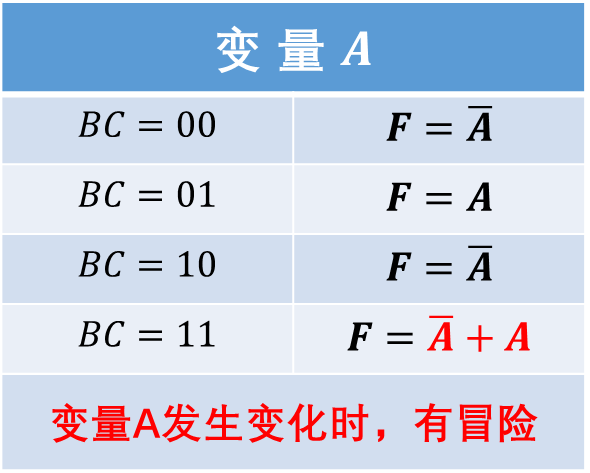 变量 A
BC = 00 F = A̅
BC = 01 F = A
BC = 10 F = A̅
BC = 11 F = A̅ + A
变量A发生变化时，有冒险